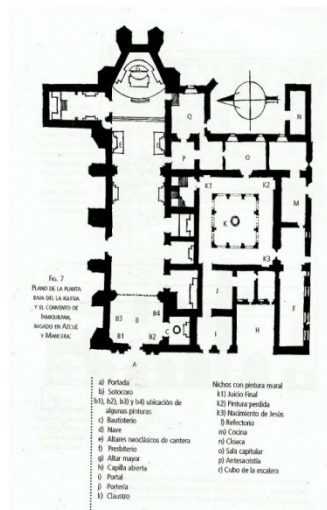 G
Q
N
E
E
P
O
K1
K2
M
K
K3
FIG. 7
PLANO DE LA PLANTA
BAJA DEL LA IGLESIA
Y EL CONVENTO DE
IXMIQUILPAN,
BASADO EN AZCUÉ
Y MANCERA;
B3
B
B4
J
F
B1
B2
C
I
H
A
a) Portada
b) Sotocoro
b1), b2), b3) y b4) ubicación de
algunas pinturas
c) Bautisterio
d) Nave
e) Altares neoclásicos de cantera
f) Presbiterio
g) Altar mayor
h) Capilla abierta
i) Portal
j) Portería
k) Claustro
Nichos con pintura mural
k1) Juicio Final
k2) Pintura perdida
k3) Nacimiento de Jesús
l) Refectorio
m) Cocina
n) Cloaca
o) Sala capitular
p) Antesacristía
r) Cubo de la escalera